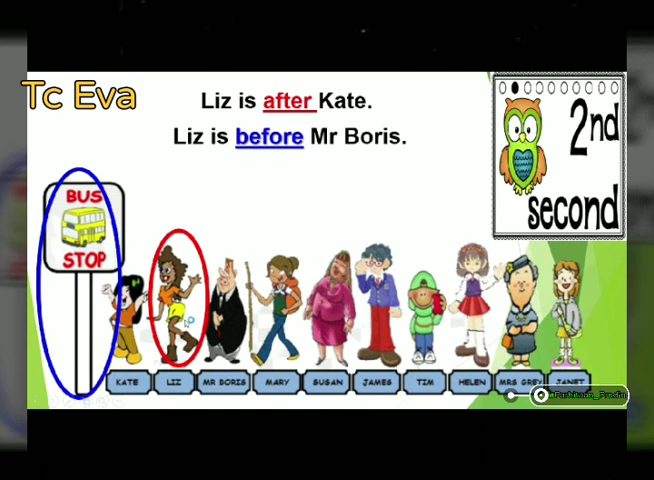 Tc Eva
Liz is after Kate.
Liz is before Mr Boris.
2nd
second
BUS
STOP
KATE
LIZ
MR BORIS
MARY
SUSAN
JAMES
TIM
HELEN
MRS GREY
JANET